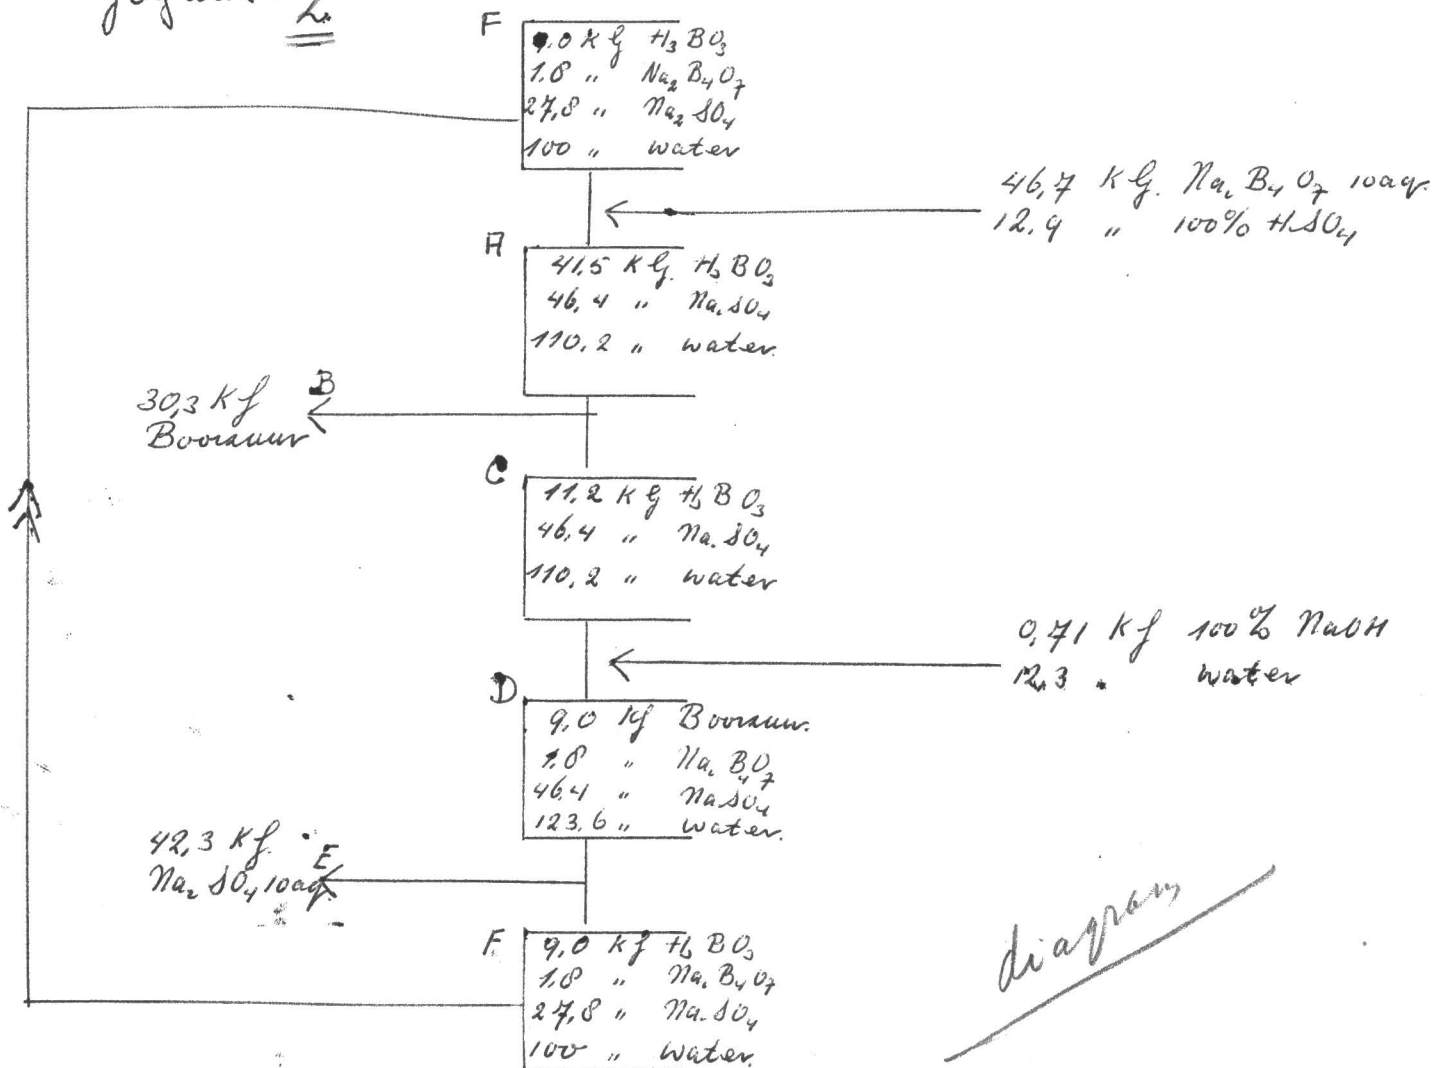 2.
F
9.0 KG H3BO3
1.8 " Na2B4O7
27,8 " Na2SO4
100 " water
46,7 KG. Na2B4O7 10aq.
12,9 " 100% H2SO4
A
41,5 KG. H3BO3
46,4 " Na2SO4
110,2 " water.
30,3 Kg B
Boorzuur
C
11,2 KG H3BO3
46,4 " Na2SO4
110,2 " water
0,71 Kg 100% NaOH
12,3 " water
D
9,0 Kg Boorzuur.
1.8 " Na2B4O7
46,4 " Na2SO4
123,6 " water.
42,3 Kg. E
Na2SO4 10aq.
F
9,0 Kg H3BO3
1,8 " Na2B4O7
27,8 " Na2SO4
100 " water.
diagram